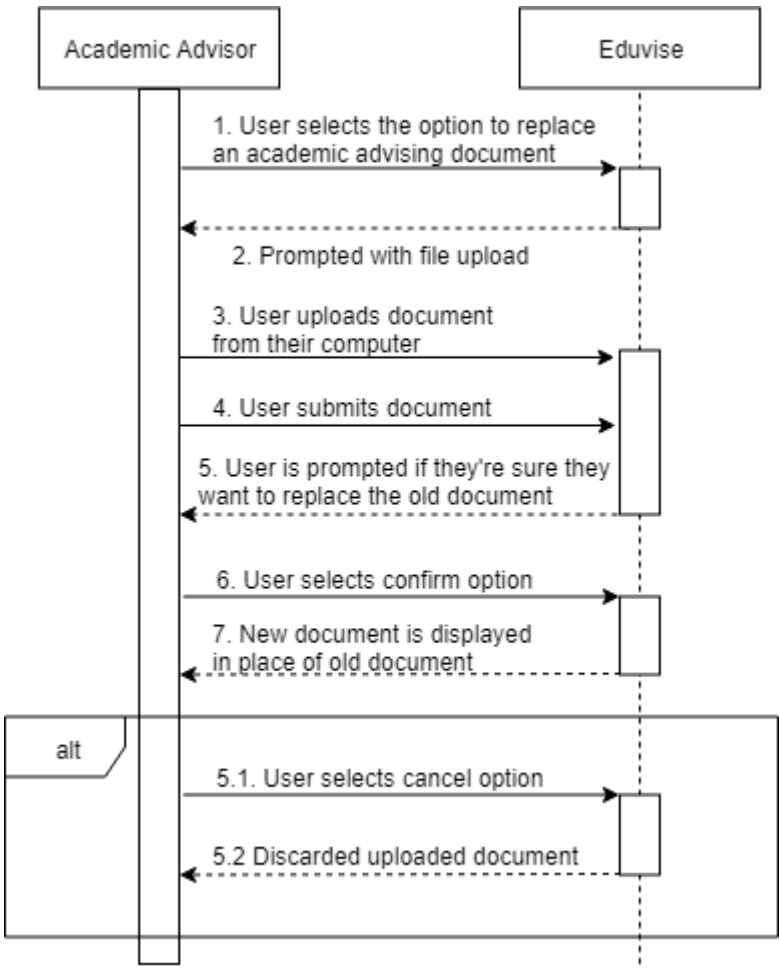 Academic Advisor
Eduvise
1. User selects the option to replace
an academic advising document
2. Prompted with file upload
3. User uploads document
from their computer
4. User submits document
5. User is prompted if they're sure they
want to replace the old document
6. User selects confirm option
7. New document is displayed
in place of old document
alt
5.1. User selects cancel option
5.2 Discarded uploaded document